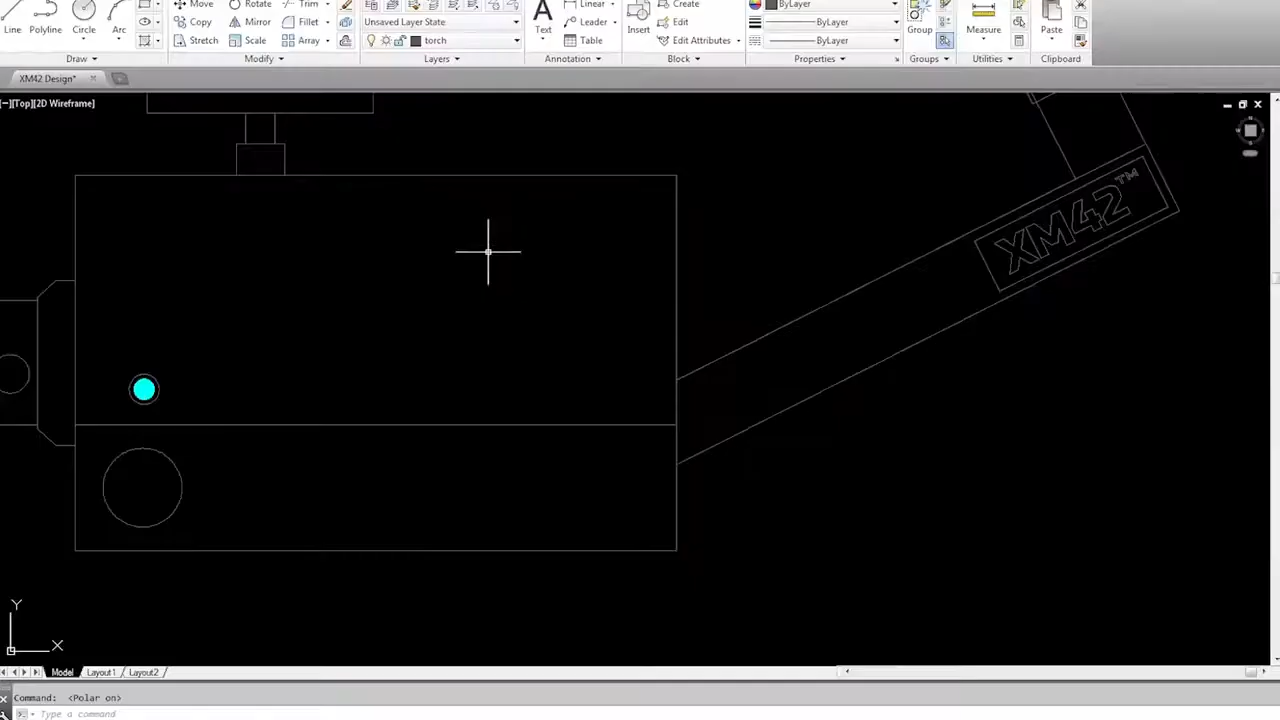 Move Rotate Trim
Line Polyline Circle Arc
Copy Mirror Fillet
Stretch Scale Array
Draw Modify
Unsaved Layer State
torch
Layers
Text
Linear
Leader
Table
Annotation
Insert
Create
Edit
Edit Attributes
Block
ByLayer
ByLayer
ByLayer
Properties
Group
Groups
Measure
Utilities
Paste
Clipboard
XM42 Design*
[Top][2D Wireframe]
XM42™
Y
X
Model Layout1 Layout2
Command: <Polar on>
Type a command